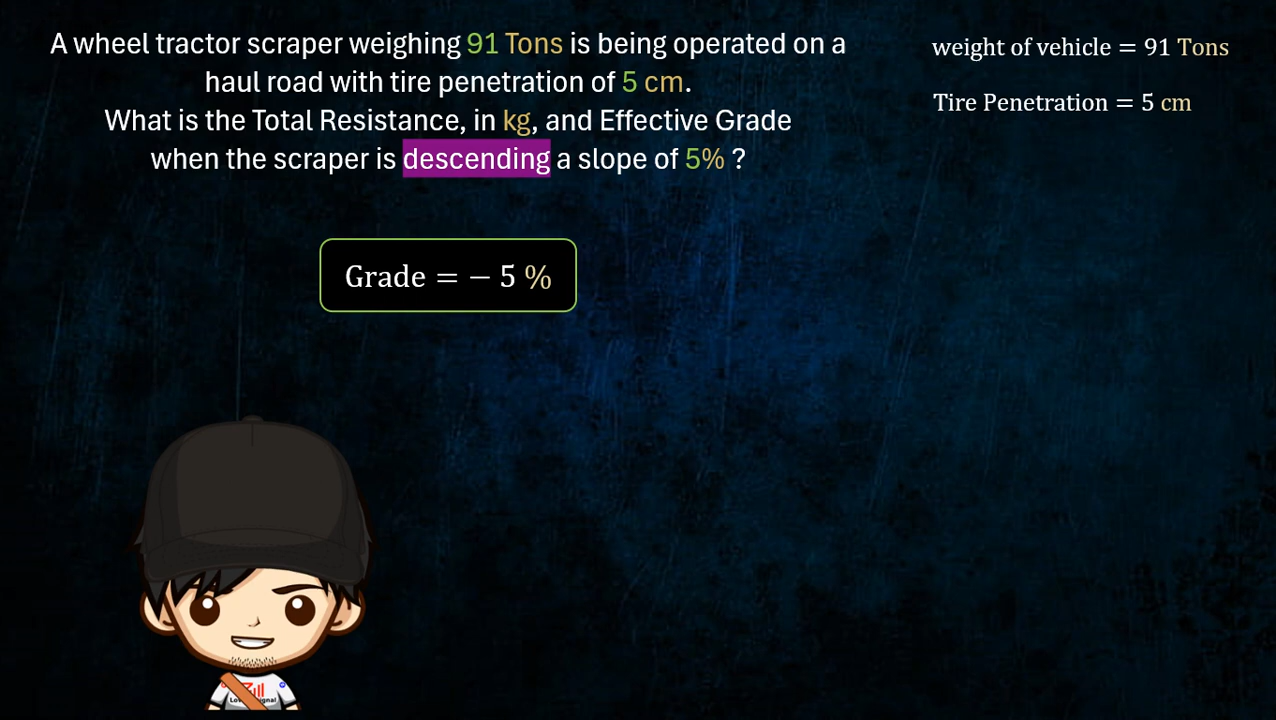 A wheel tractor scraper weighing 91 Tons is being operated on a
haul road with tire penetration of 5 cm.
What is the Total Resistance, in kg, and Effective Grade
when the scraper is descending a slope of 5% ?
weight of vehicle = 91 Tons
Tire Penetration = 5 cm
Grade = − 5 %